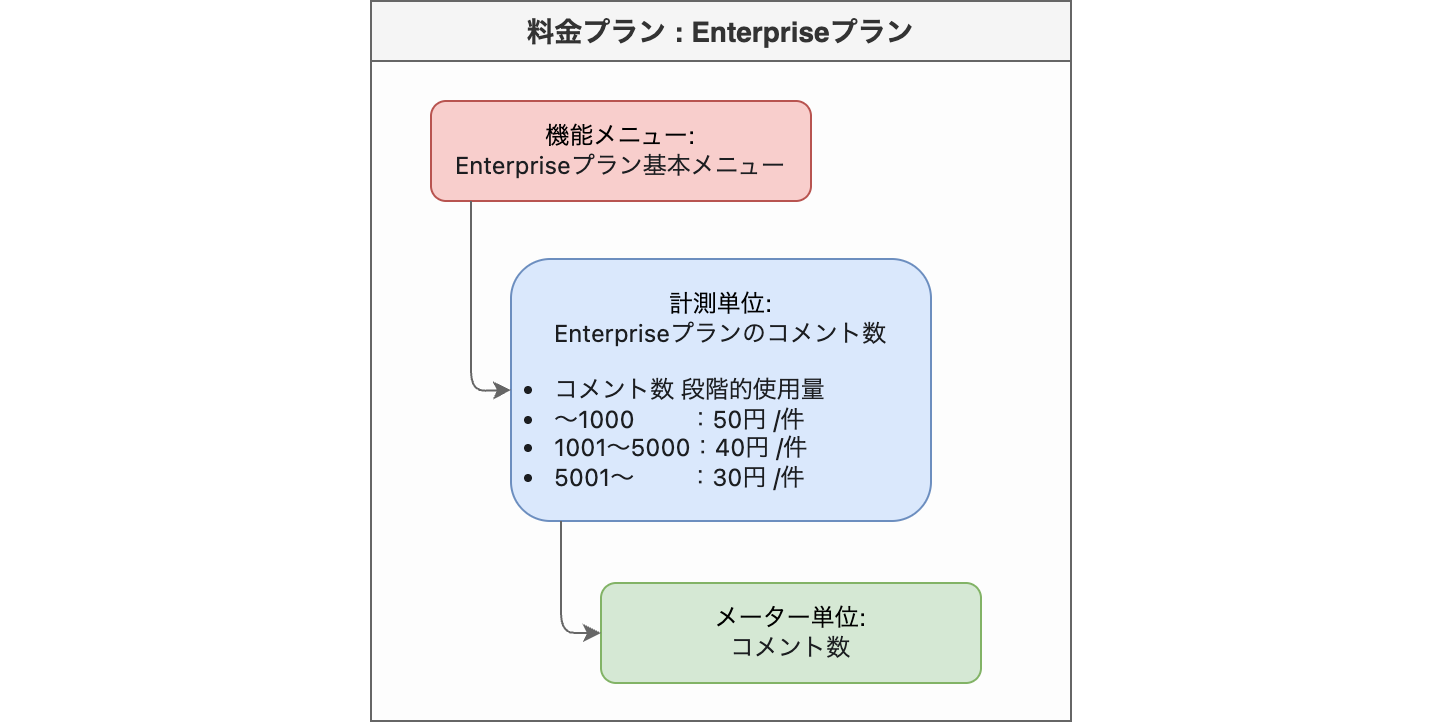 料金プラン : Enterpriseプラン
機能メニュー:
Enterpriseプラン基本メニュー
計測単位:
Enterpriseプランのコメント数
• コメント数 段階的使用量
• 〜1000 : 50円 /件
• 1001〜5000 : 40円 /件
• 5001〜 : 30円 /件
メーター単位:
コメント数